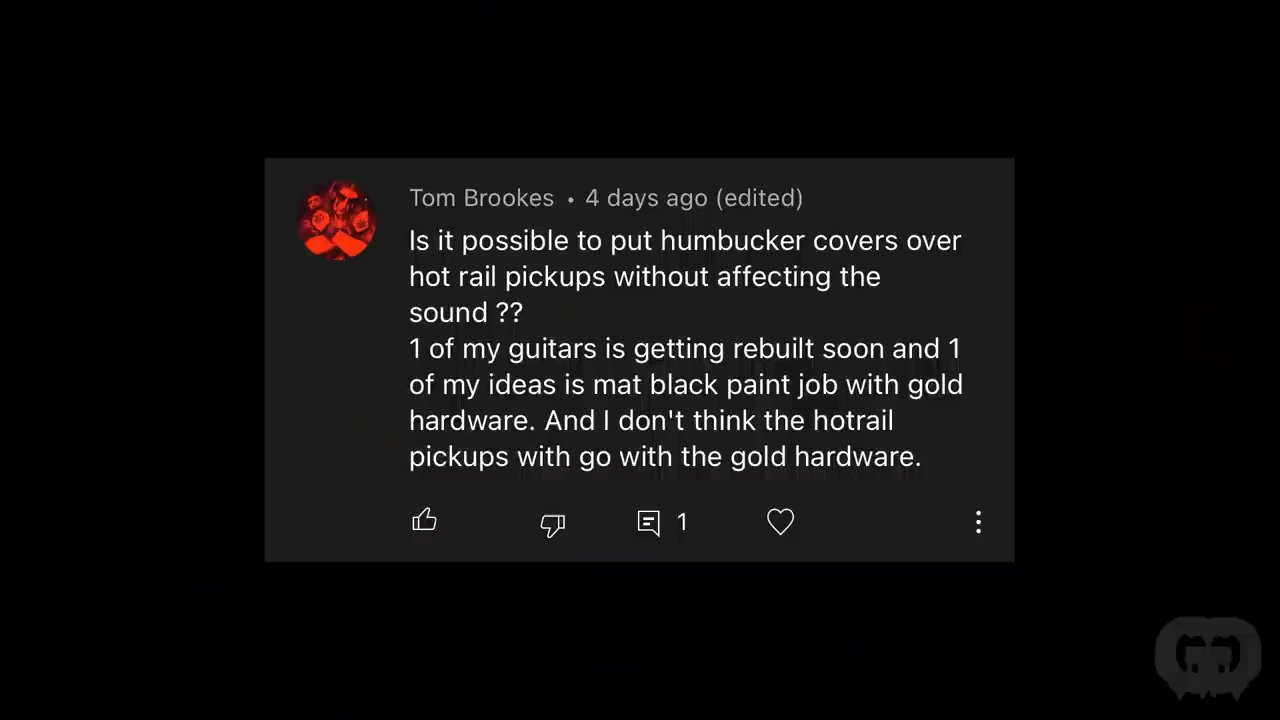 Tom Brookes • 4 days ago (edited)
Is it possible to put humbucker covers over
hot rail pickups without affecting the
sound ??
1 of my guitars is getting rebuilt soon and 1
of my ideas is mat black paint job with gold
hardware. And I don't think the hotrail
pickups with go with the gold hardware.
1